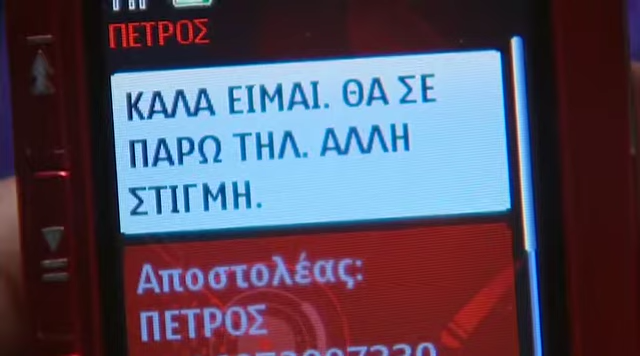 ΠΕΤΡΟΣ
ΚΑΛΑ ΕΙΜΑΙ. ΘΑ ΣΕ
ΠΑΡΩ ΤΗΛ. ΑΛΛΗ
ΣΤΙΓΜΗ.
Αποστολέας:
ΠΕΤΡΟΣ